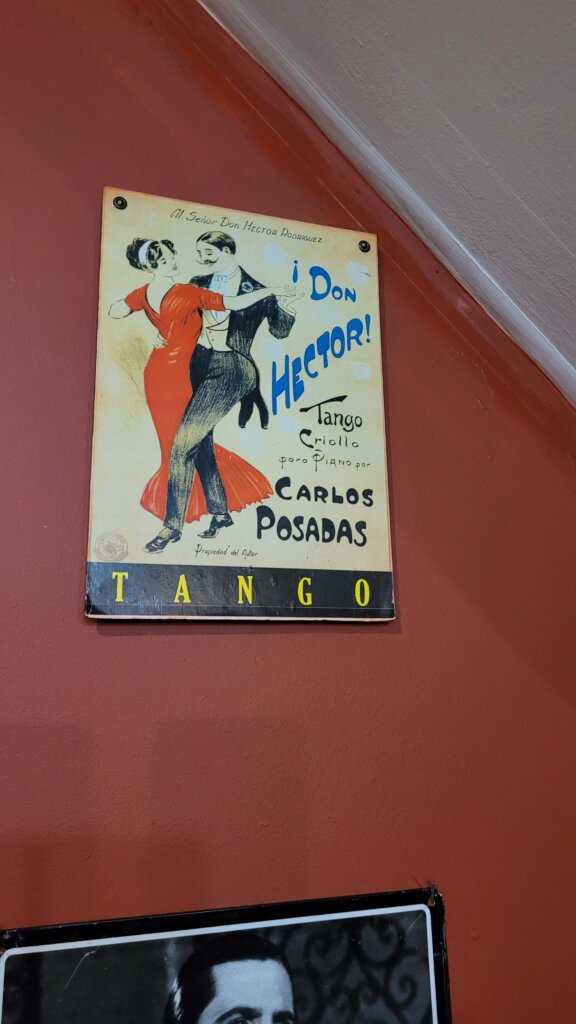 Al Señor Don HECTOR RODRIGUEZ
¡ DON
HECTOR!
Tango
Criollo
para PIANO por
CARLOS
POSADAS
Propiedad del Autor
TANGO